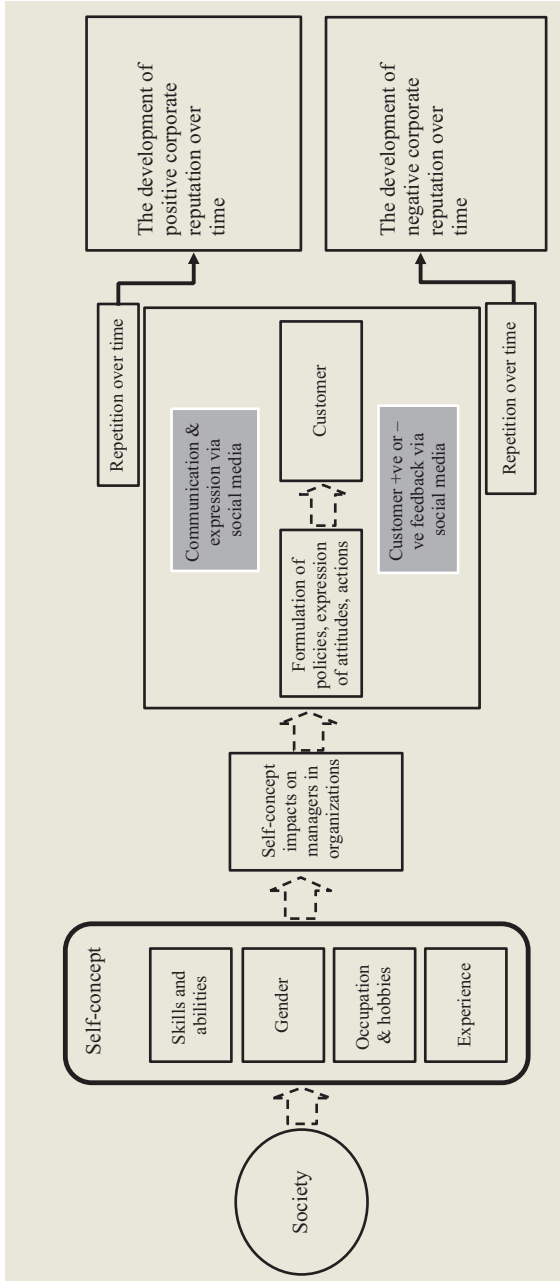 Society
Self-concept
Skills and
abilities
Gender
Occupation
& hobbies
Experience
Self-concept
impacts on
managers in
organizations
Communication &
expression via
social media
Formulation of
policies, expression
of attitudes, actions
Customer
Customer +ve or –
ve feedback via
social media
Repetition over time
The development of
positive corporate
reputation over
time
Repetition over time
The development of
negative corporate
reputation over
time